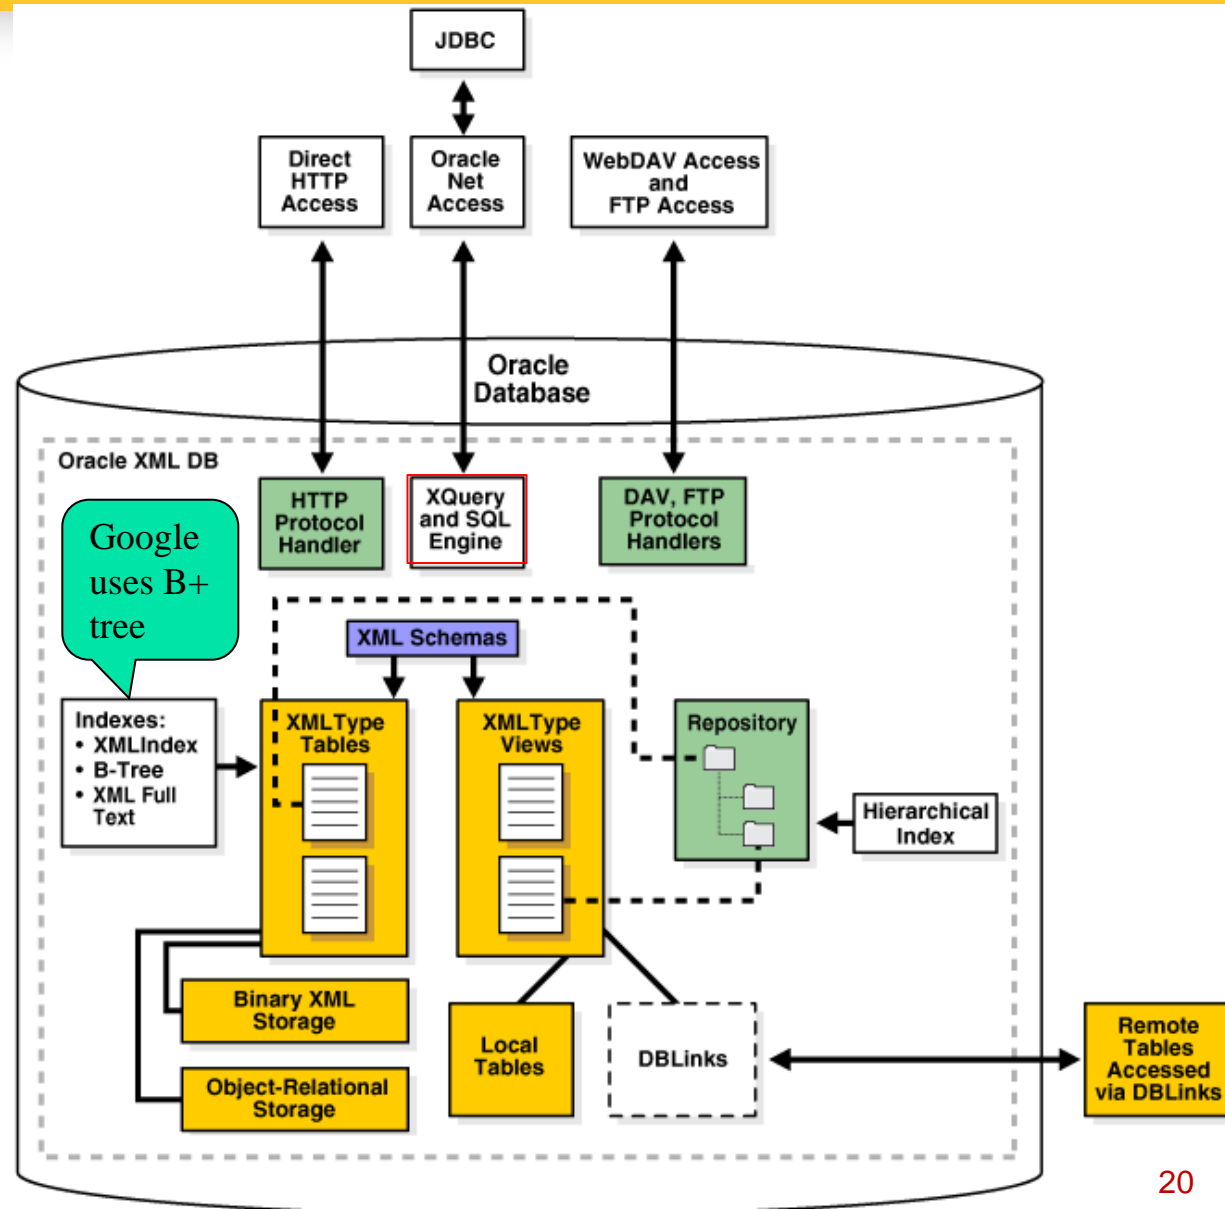 JDBC
Direct
HTTP
Access
Oracle
Net
Access
WebDAV Access
and
FTP Access
Oracle
Database
Oracle XML DB
HTTP
Protocol
Handler
XQuery
and SQL
Engine
DAV, FTP
Protocol
Handlers
Google
uses B+
tree
XML Schemas
Indexes:
• XMLIndex
• B-Tree
• XML Full
Text
XMLType
Tables
XMLType
Views
Repository
Hierarchical
Index
Binary XML
Storage
Object-Relational
Storage
Local
Tables
DBLinks
Remote
Tables
Accessed
via DBLinks
20